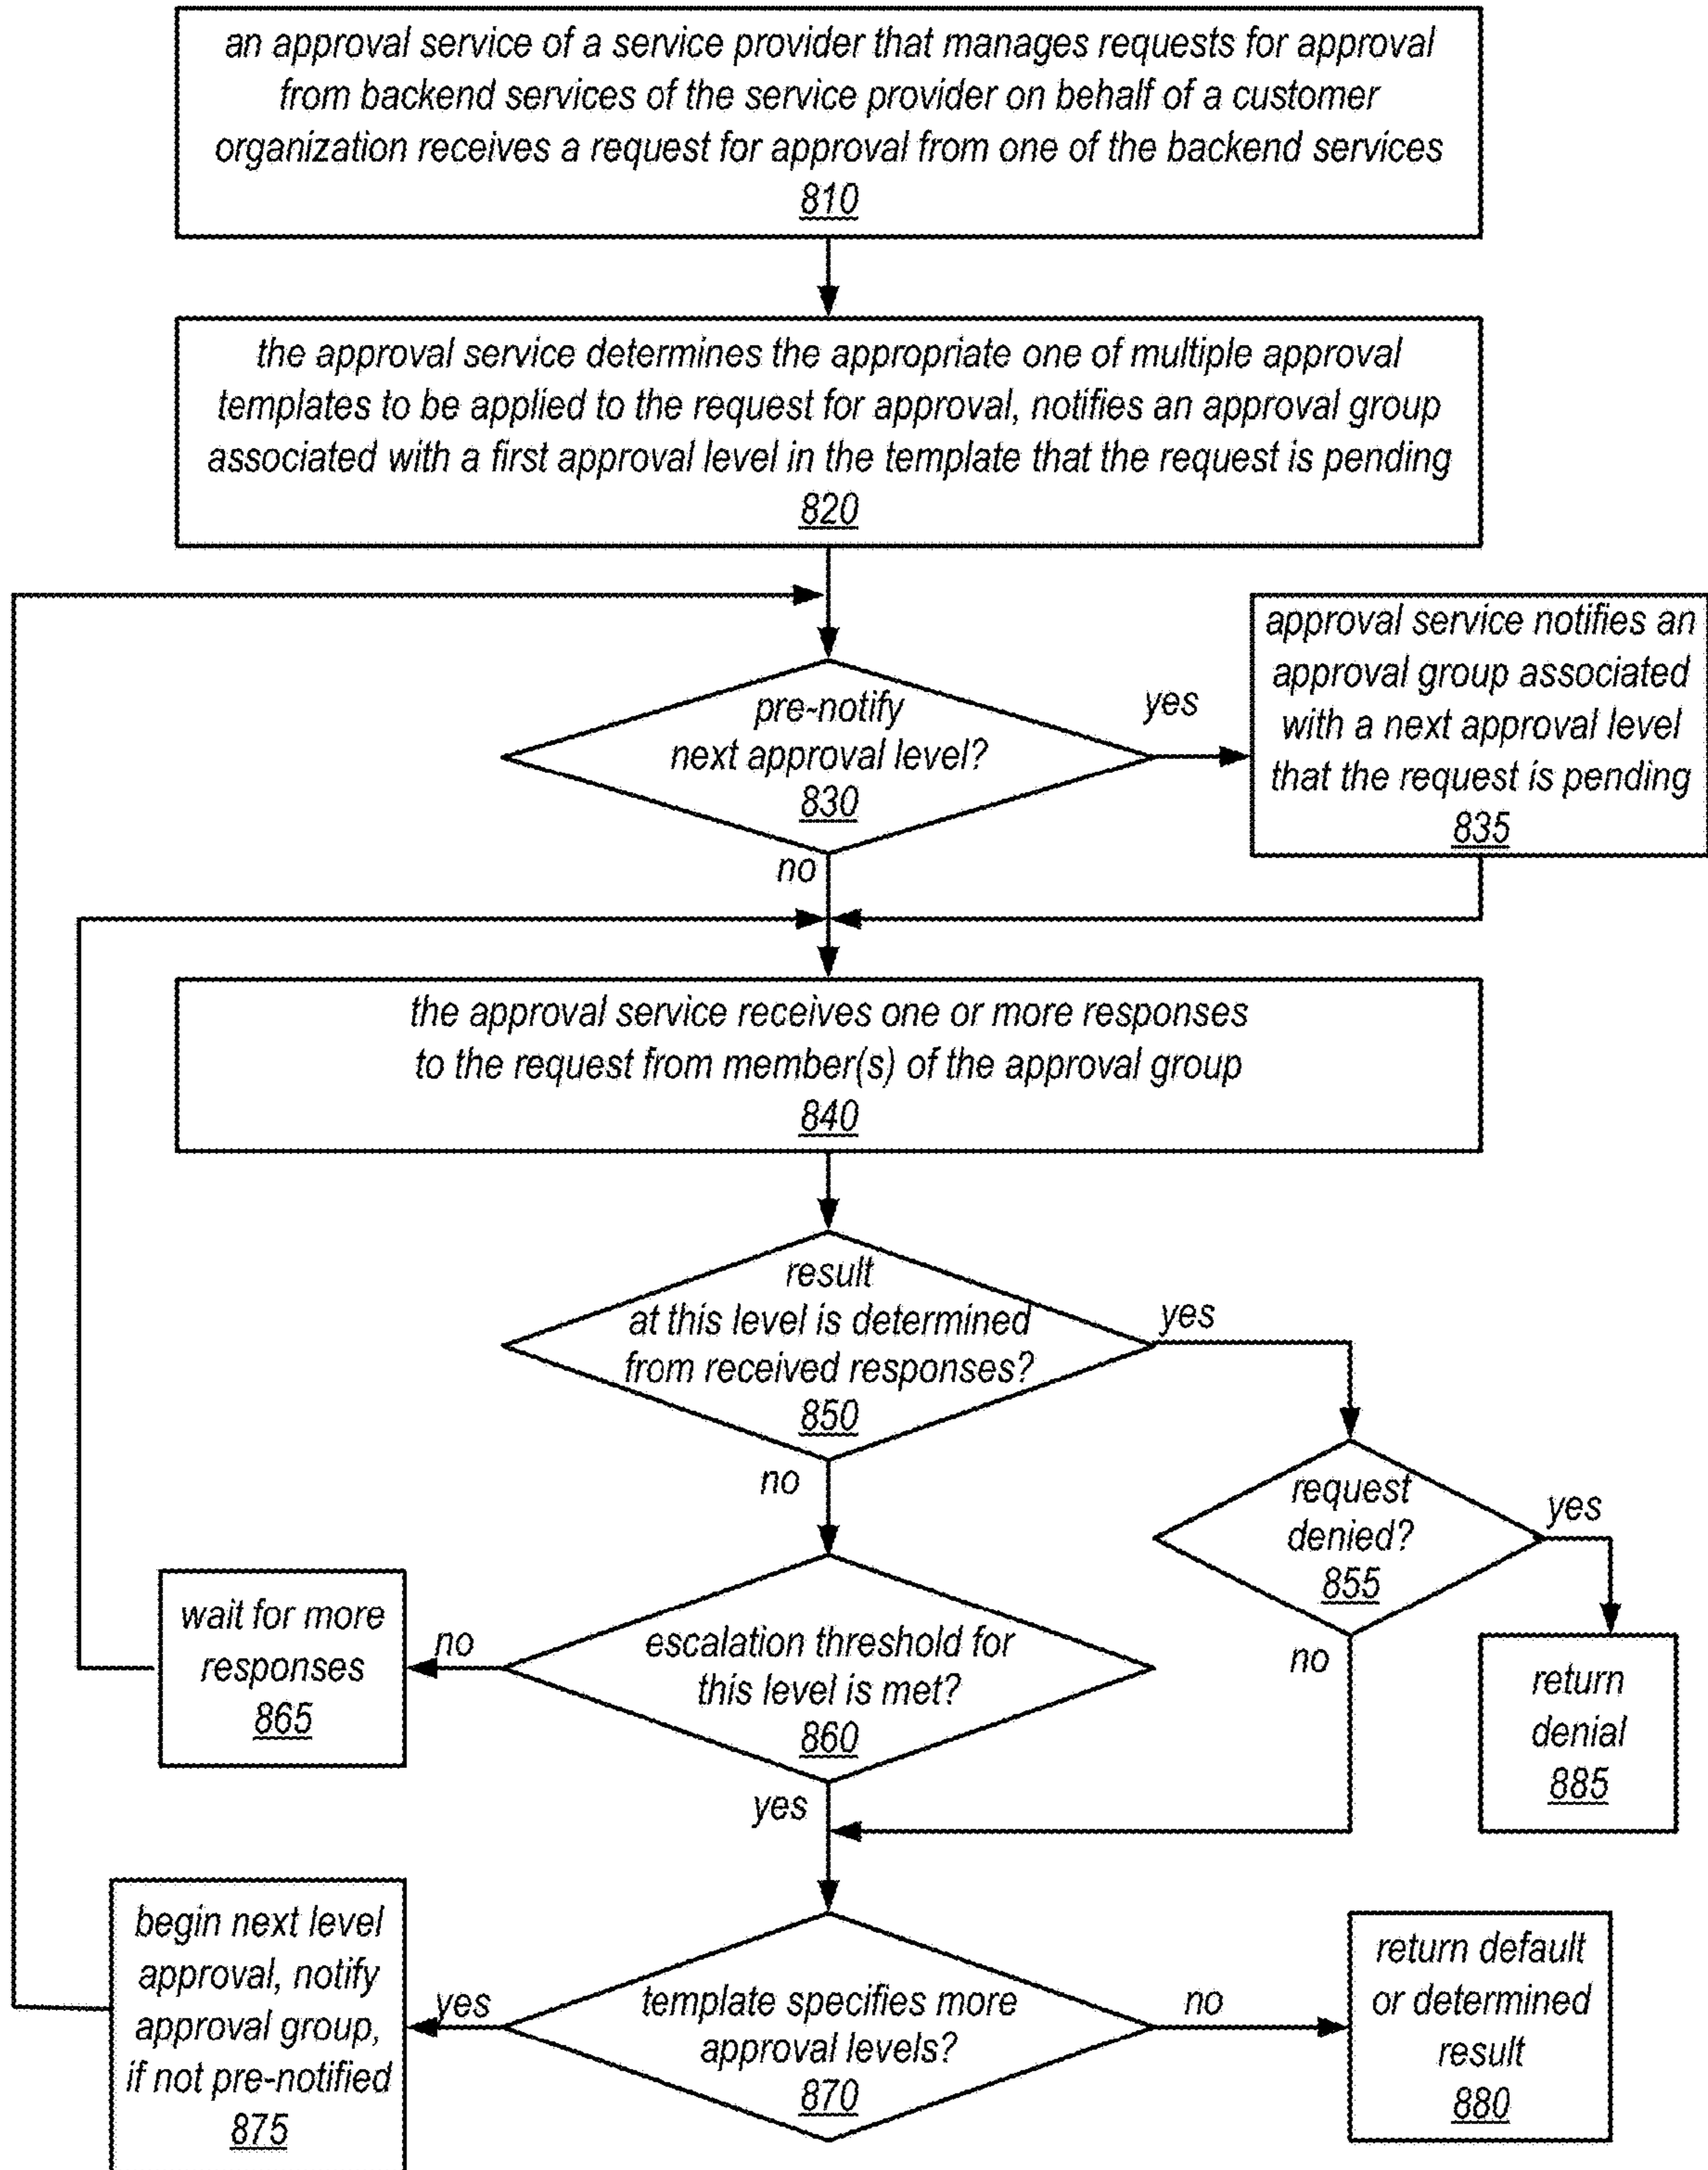 an approval service of a service provider that manages requests for approval
from backend services of the service provider on behalf of a customer
organization receives a request for approval from one of the backend services
810
the approval service determines the appropriate one of multiple approval
templates to be applied to the request for approval, notifies an approval group
associated with a first approval level in the template that the request is pending
820
pre-notify
next approval level?
830
yes
approval service notifies an
approval group associated
with a next approval level
that the request is pending
835
no
the approval service receives one or more responses
to the request from member(s) of the approval group
840
result
at this level is determined
from received responses?
850
yes
no
request
denied?
855
yes
no
return
denial
885
escalation threshold for
this level is met?
860
no
wait for more
responses
865
yes
template specifies more
approval levels?
870
yes
begin next level
approval, notify
approval group,
if not pre-notified
875
no
return default
or determined
result
880